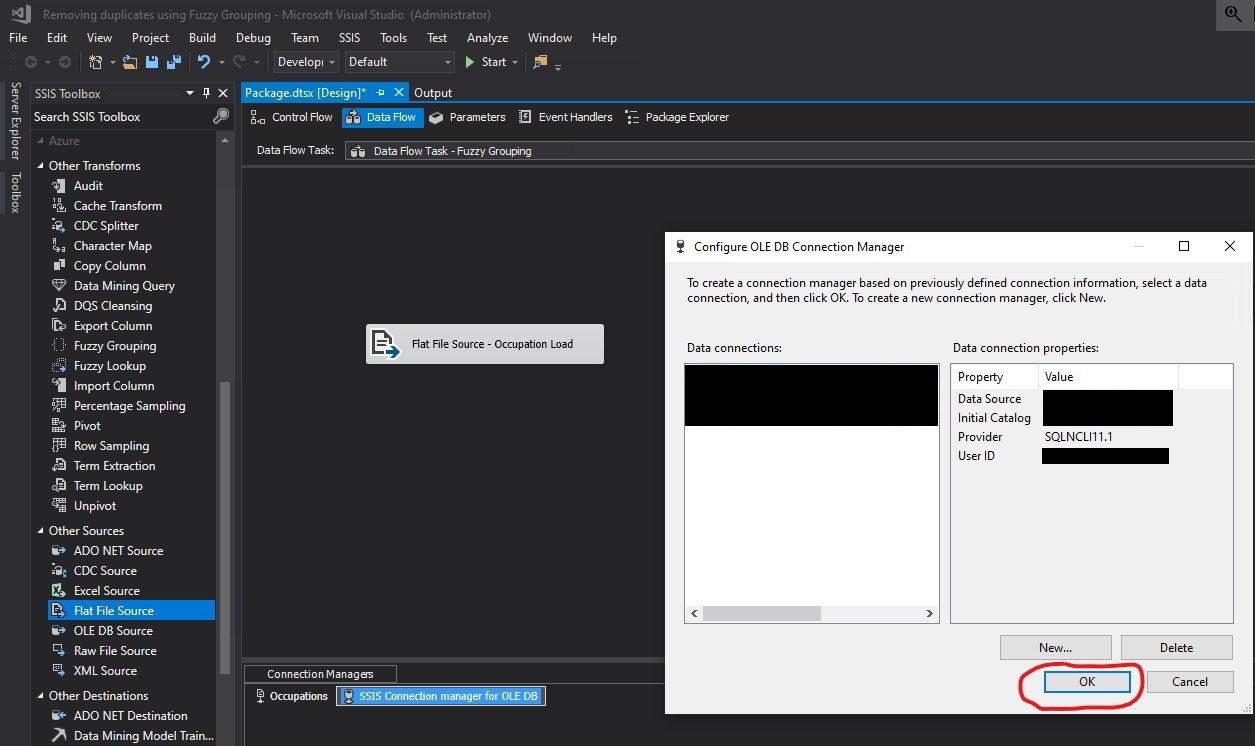 Removing duplicates using Fuzzy Grouping - Microsoft Visual Studio (Administrator)
File Edit View Project Build Debug Team SSIS Tools Test Analyze Window Help
Develop Default Start
Server Explorer
Toolbox
SSIS Toolbox
Search SSIS Toolbox
Azure
Other Transforms
Audit
Cache Transform
CDC Splitter
Character Map
Copy Column
Data Mining Query
DQS Cleansing
Export Column
Fuzzy Grouping
Fuzzy Lookup
Import Column
Percentage Sampling
Pivot
Row Sampling
Term Extraction
Term Lookup
Unpivot
Other Sources
ADO NET Source
CDC Source
Excel Source
Flat File Source
OLE DB Source
Raw File Source
XML Source
Other Destinations
ADO NET Destination
Data Mining Model Train...
Package.dtsx [Design]* Output
Control Flow Data Flow Parameters Event Handlers Package Explorer
Data Flow Task: Data Flow Task - Fuzzy Grouping
Flat File Source - Occupation Load
Connection Managers
Occupations SSIS Connection manager for OLE DB
Configure OLE DB Connection Manager
To create a connection manager based on previously defined connection information, select a data
connection, and then click OK. To create a new connection manager, click New.
Data connections: Data connection properties:
Property Value
Data Source
Initial Catalog
Provider SQLNCLI11.1
User ID
New... Delete
OK Cancel